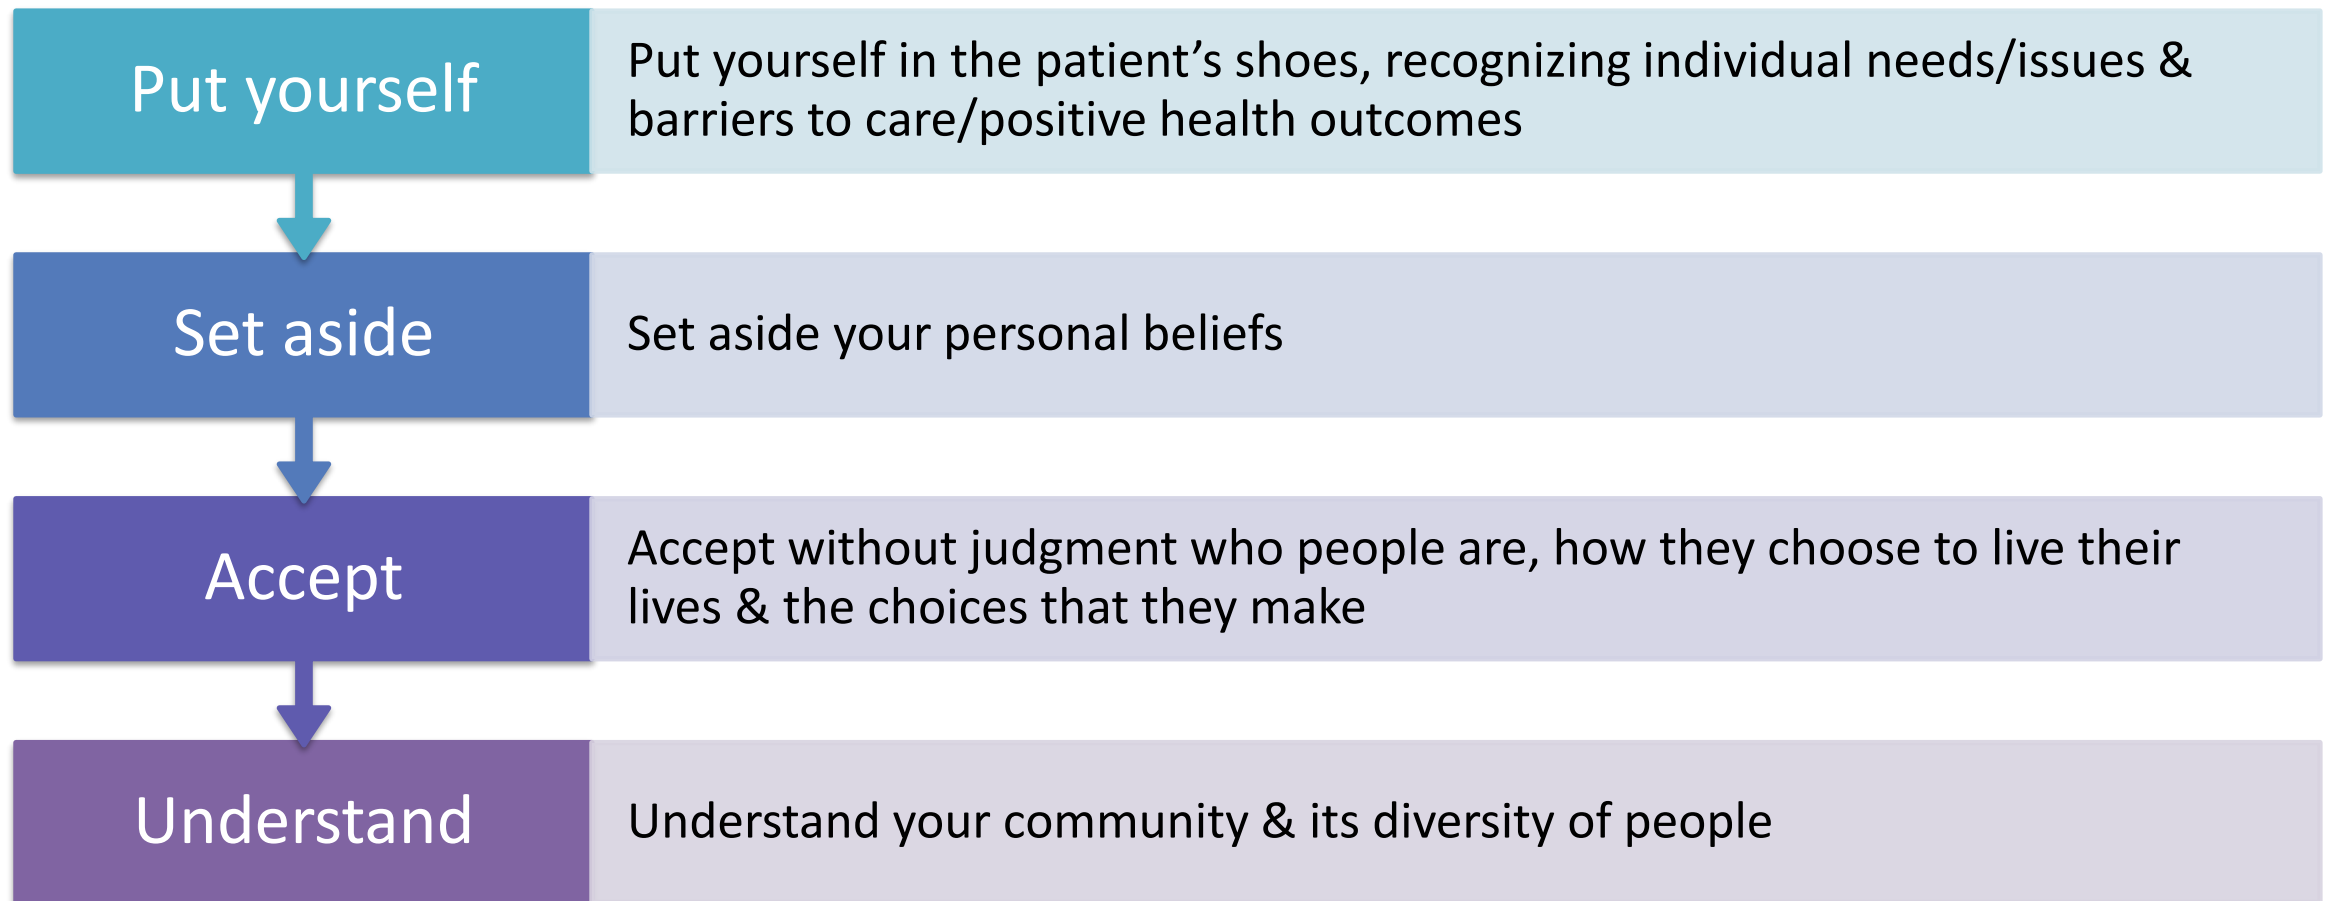 Put yourself
Put yourself in the patient’s shoes, recognizing individual needs/issues &
barriers to care/positive health outcomes
Set aside
Set aside your personal beliefs
Accept
Accept without judgment who people are, how they choose to live their
lives & the choices that they make
Understand
Understand your community & its diversity of people